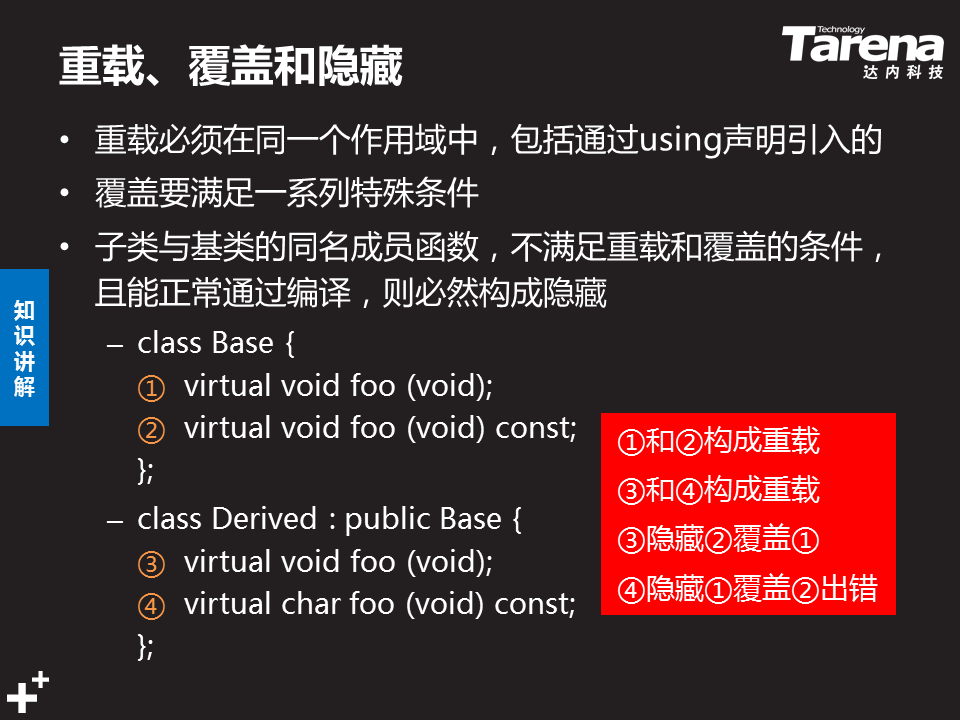 重载、覆盖和隐藏
Technology
Tarena
达内科技
• 重载必须在同一个作用域中，包括通过using声明引入的
• 覆盖要满足一系列特殊条件
• 子类与基类的同名成员函数，不满足重载和覆盖的条件，
且能正常通过编译，则必然构成隐藏
知识讲解
– class Base {
① virtual void foo (void);
② virtual void foo (void) const;
};
– class Derived : public Base {
③ virtual void foo (void);
④ virtual char foo (void) const;
};
①和②构成重载
③和④构成重载
③隐藏②覆盖①
④隐藏①覆盖②出错